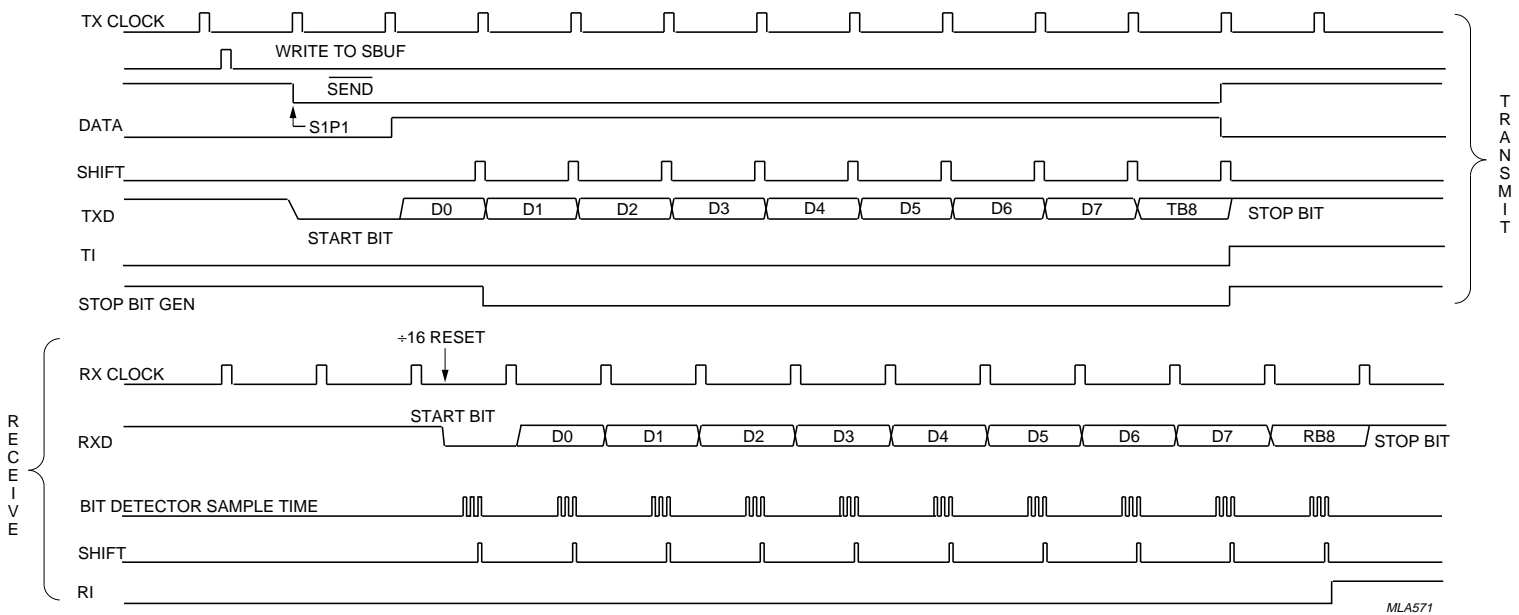 TX CLOCK
WRITE TO SBUF
SEND
S1P1
DATA
SHIFT
TXD
START BIT
D0 D1 D2 D3 D4 D5 D6 D7 TB8
STOP BIT
TI
STOP BIT GEN
TRANSMIT
÷16 RESET
RX CLOCK
START BIT
RXD
D0 D1 D2 D3 D4 D5 D6 D7 RB8
STOP BIT
BIT DETECTOR SAMPLE TIME
SHIFT
RI
RECEIVE
MLA571